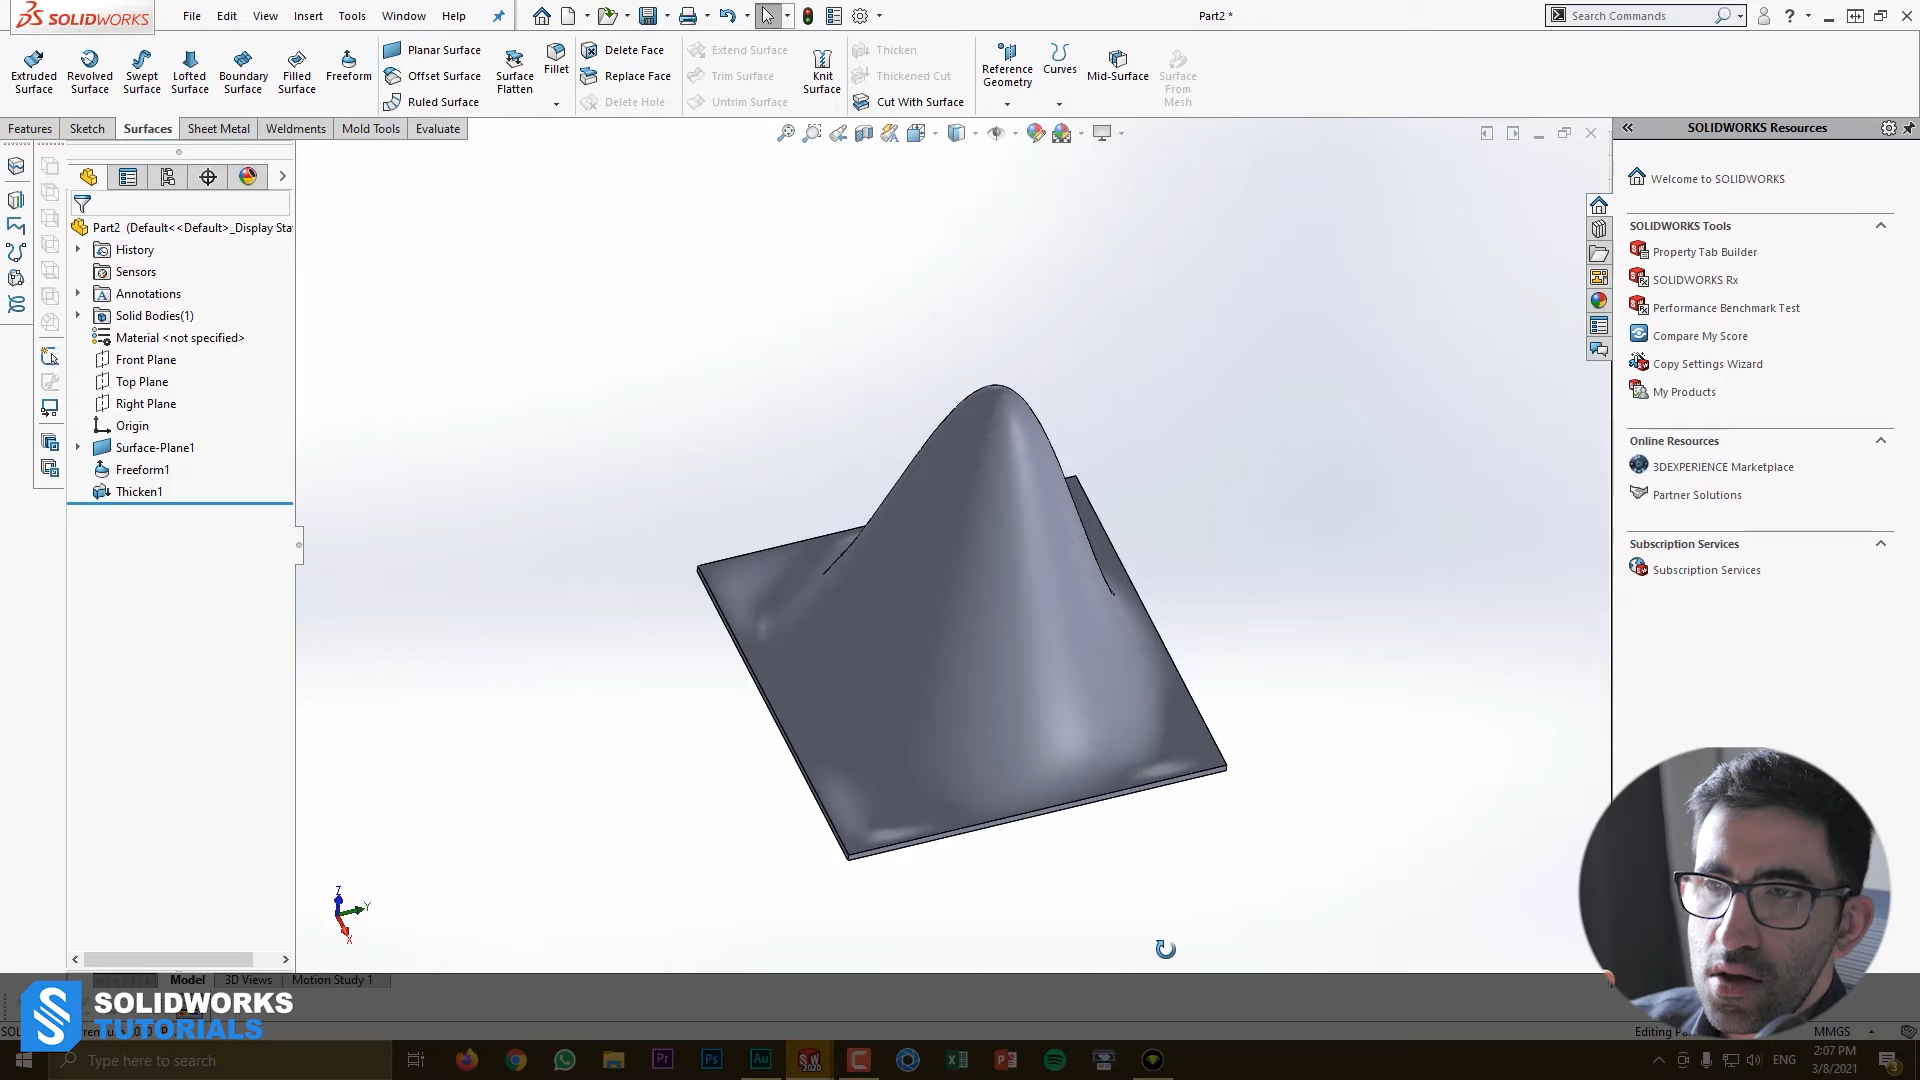 SOLIDWORKS
File Edit View Insert Tools Window Help
Part2 *
Search Commands
Extruded Surface
Revolved Surface
Swept Surface
Lofted Surface
Boundary Surface
Filled Surface
Freeform
Planar Surface
Offset Surface
Ruled Surface
Surface Flatten
Fillet
Delete Face
Replace Face
Delete Hole
Extend Surface
Trim Surface
Untrim Surface
Knit Surface
Thicken
Thickened Cut
Cut With Surface
Reference Geometry
Curves
Mid-Surface
Surface From Mesh
Features Sketch Surfaces Sheet Metal Weldments Mold Tools Evaluate
Part2 (Default<<Default>_Display Sta
History
Sensors
Annotations
Solid Bodies(1)
Material <not specified>
Front Plane
Top Plane
Right Plane
Origin
Surface-Plane1
Freeform1
Thicken1
Z
Y
X
SOLIDWORKS Resources
Welcome to SOLIDWORKS
SOLIDWORKS Tools
Property Tab Builder
SOLIDWORKS Rx
Performance Benchmark Test
Compare My Score
Copy Settings Wizard
My Products
Online Resources
3DEXPERIENCE Marketplace
Partner Solutions
Subscription Services
Subscription Services
Model 3D Views Motion Study 1
SOLIDWORKS
TUTORIALS
MMGS
Type here to search
Pr
Ps
Au
SW
2020
ENG
2:07 PM
3/8/2021
3